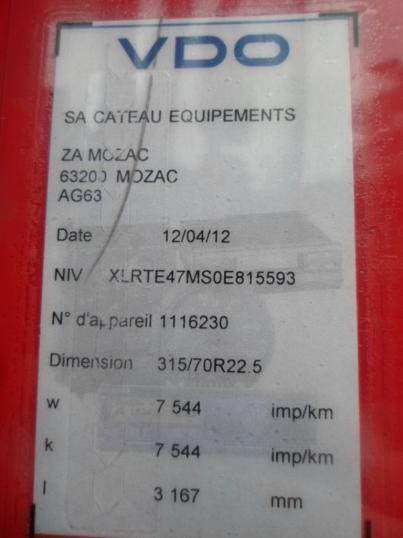 VDO
SA CATEAU EQUIPEMENTS
ZA MOZAC
63200 MOZAC
AG63
Date 12/04/12
NIV XLRTE47MS0E815593
N° d'appareil 1116230
Dimension 315/70R22.5
w 7 544 imp/km
k 7 544 imp/km
l 3 167 mm